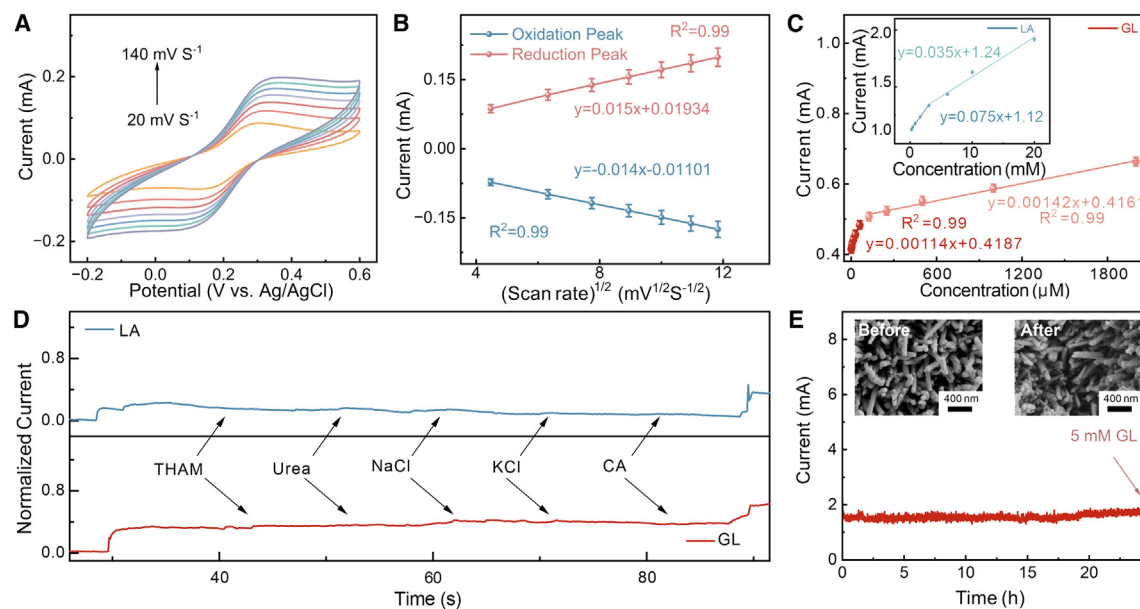 A
140 mV S⁻¹
20 mV S⁻¹
0.2
0.0
−0.2
Current (mA)
−0.2
0.0
0.2
0.4
0.6
Potential (V vs. Ag/AgCl)
B
Oxidation Peak
Reduction Peak
R²=0.99
y=0.015x+0.01934
y=-0.014x-0.01101
R²=0.99
0.15
0.00
−0.15
Current (mA)
4
8
12
(Scan rate)¹/² (mV¹/²S⁻¹/²)
C
LA
GL
y=0.035x+1.24
y=0.075x+1.12
2.0
1.5
1.0
Current (mA)
0
10
20
Concentration (mM)
y=0.00142x+0.4161
R²=0.99
R²=0.99
y=0.00114x+0.4187
1.0
0.8
0.6
0.4
Current (mA)
0
600
1200
2000
Concentration (μM)
D
LA
0.8
0.0
THAM
Urea
NaCl
KCl
CA
0.8
0.0
GL
Normalized Current
40
60
80
Time (s)
E
Before
400 nm
After
400 nm
5 mM GL
8
6
4
2
0
Current (mA)
0
5
10
15
20
Time (h)